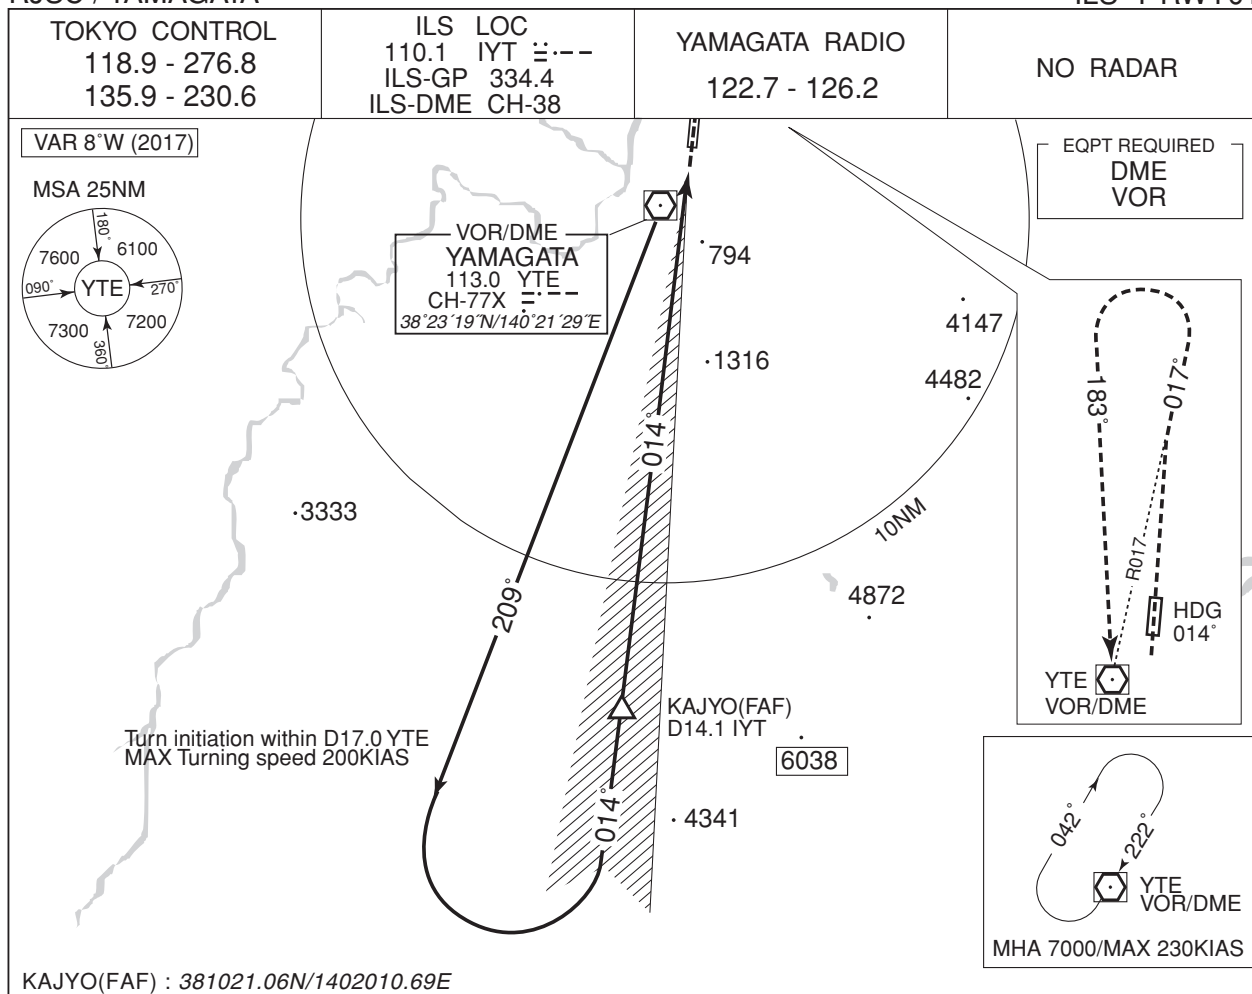 RJSC / YAMAGATA
TOKYO CONTROL
118.9 - 276.8
135.9 - 230.6
ILS LOC
110.1 IYT
ILS-GP 334.4
ILS-DME CH-38
YAMAGATA RADIO
122.7 - 126.2
NO RADAR
VAR 8°W (2017)
MSA 25NM
180°
7600
6100
090°
YTE
270°
7300
7200
360°
VOR/DME
YAMAGATA
113.0 YTE
CH-77X
38°23´19˝N/140°21´29˝E
EQPT REQUIRED
DME
VOR
794
4147
1316
4482
014°
3333
10NM
209°
4872
183°
017°
R017
HDG
014°
YTE
VOR/DME
KAJYO(FAF)
D14.1 IYT
Turn initiation within D17.0 YTE
MAX Turning speed 200KIAS
6038
014°
4341
042°
222°
YTE
VOR/DME
MHA 7000/MAX 230KIAS
KAJYO(FAF) : 381021.06N/1402010.69E